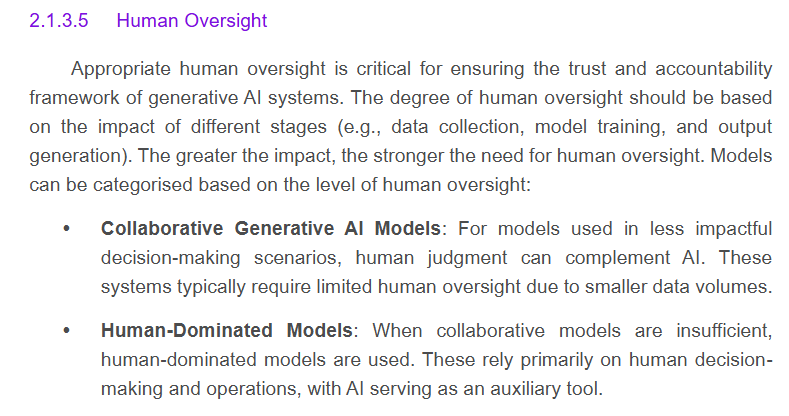 2.1.3.5 Human Oversight
Appropriate human oversight is critical for ensuring the trust and accountability
framework of generative AI systems. The degree of human oversight should be based
on the impact of different stages (e.g., data collection, model training, and output
generation). The greater the impact, the stronger the need for human oversight. Models
can be categorised based on the level of human oversight:
• Collaborative Generative AI Models: For models used in less impactful
decision-making scenarios, human judgment can complement AI. These
systems typically require limited human oversight due to smaller data volumes.
• Human-Dominated Models: When collaborative models are insufficient,
human-dominated models are used. These rely primarily on human decision-
making and operations, with AI serving as an auxiliary tool.